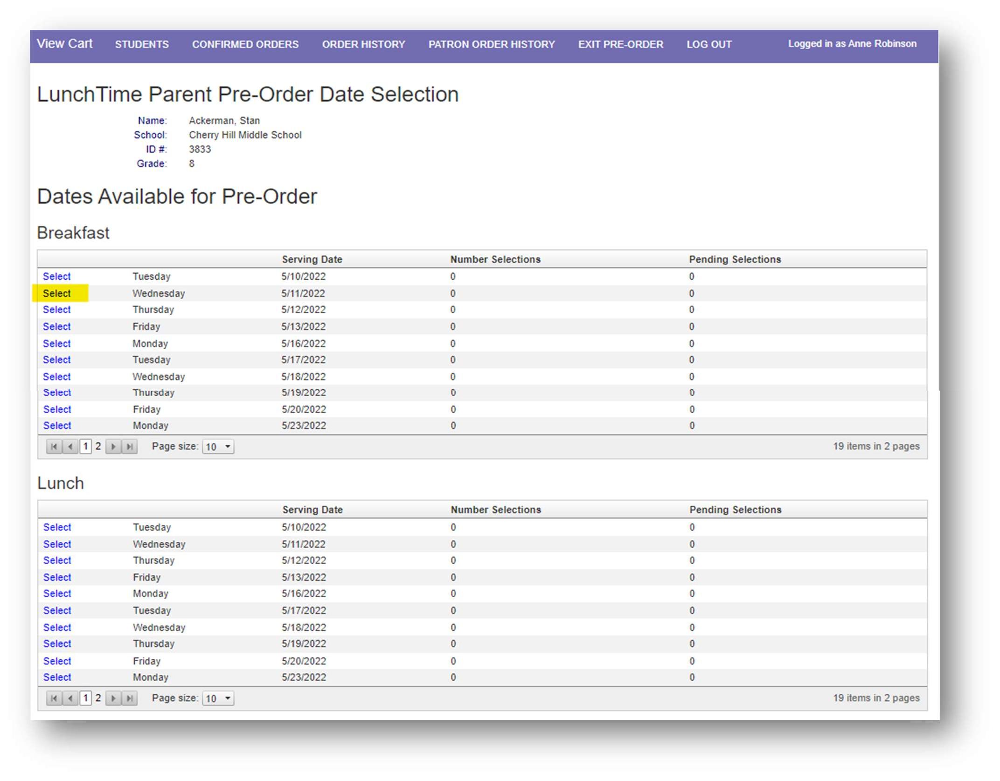 View Cart STUDENTS CONFIRMED ORDERS ORDER HISTORY PATRON ORDER HISTORY EXIT PRE-ORDER LOG OUT Logged in as Anne Robinson
LunchTime Parent Pre-Order Date Selection
Name: Ackerman, Stan
School: Cherry Hill Middle School
ID #: 3833
Grade: 8
Dates Available for Pre-Order
Breakfast
Serving Date Number Selections Pending Selections
Select Tuesday 5/10/2022 0 0
Select Wednesday 5/11/2022 0 0
Select Thursday 5/12/2022 0 0
Select Friday 5/13/2022 0 0
Select Monday 5/16/2022 0 0
Select Tuesday 5/17/2022 0 0
Select Wednesday 5/18/2022 0 0
Select Thursday 5/19/2022 0 0
Select Friday 5/20/2022 0 0
Select Monday 5/23/2022 0 0
1 2 Page size: 10 19 items in 2 pages
Lunch
Serving Date Number Selections Pending Selections
Select Tuesday 5/10/2022 0 0
Select Wednesday 5/11/2022 0 0
Select Thursday 5/12/2022 0 0
Select Friday 5/13/2022 0 0
Select Monday 5/16/2022 0 0
Select Tuesday 5/17/2022 0 0
Select Wednesday 5/18/2022 0 0
Select Thursday 5/19/2022 0 0
Select Friday 5/20/2022 0 0
Select Monday 5/23/2022 0 0
1 2 Page size: 10 19 items in 2 pages